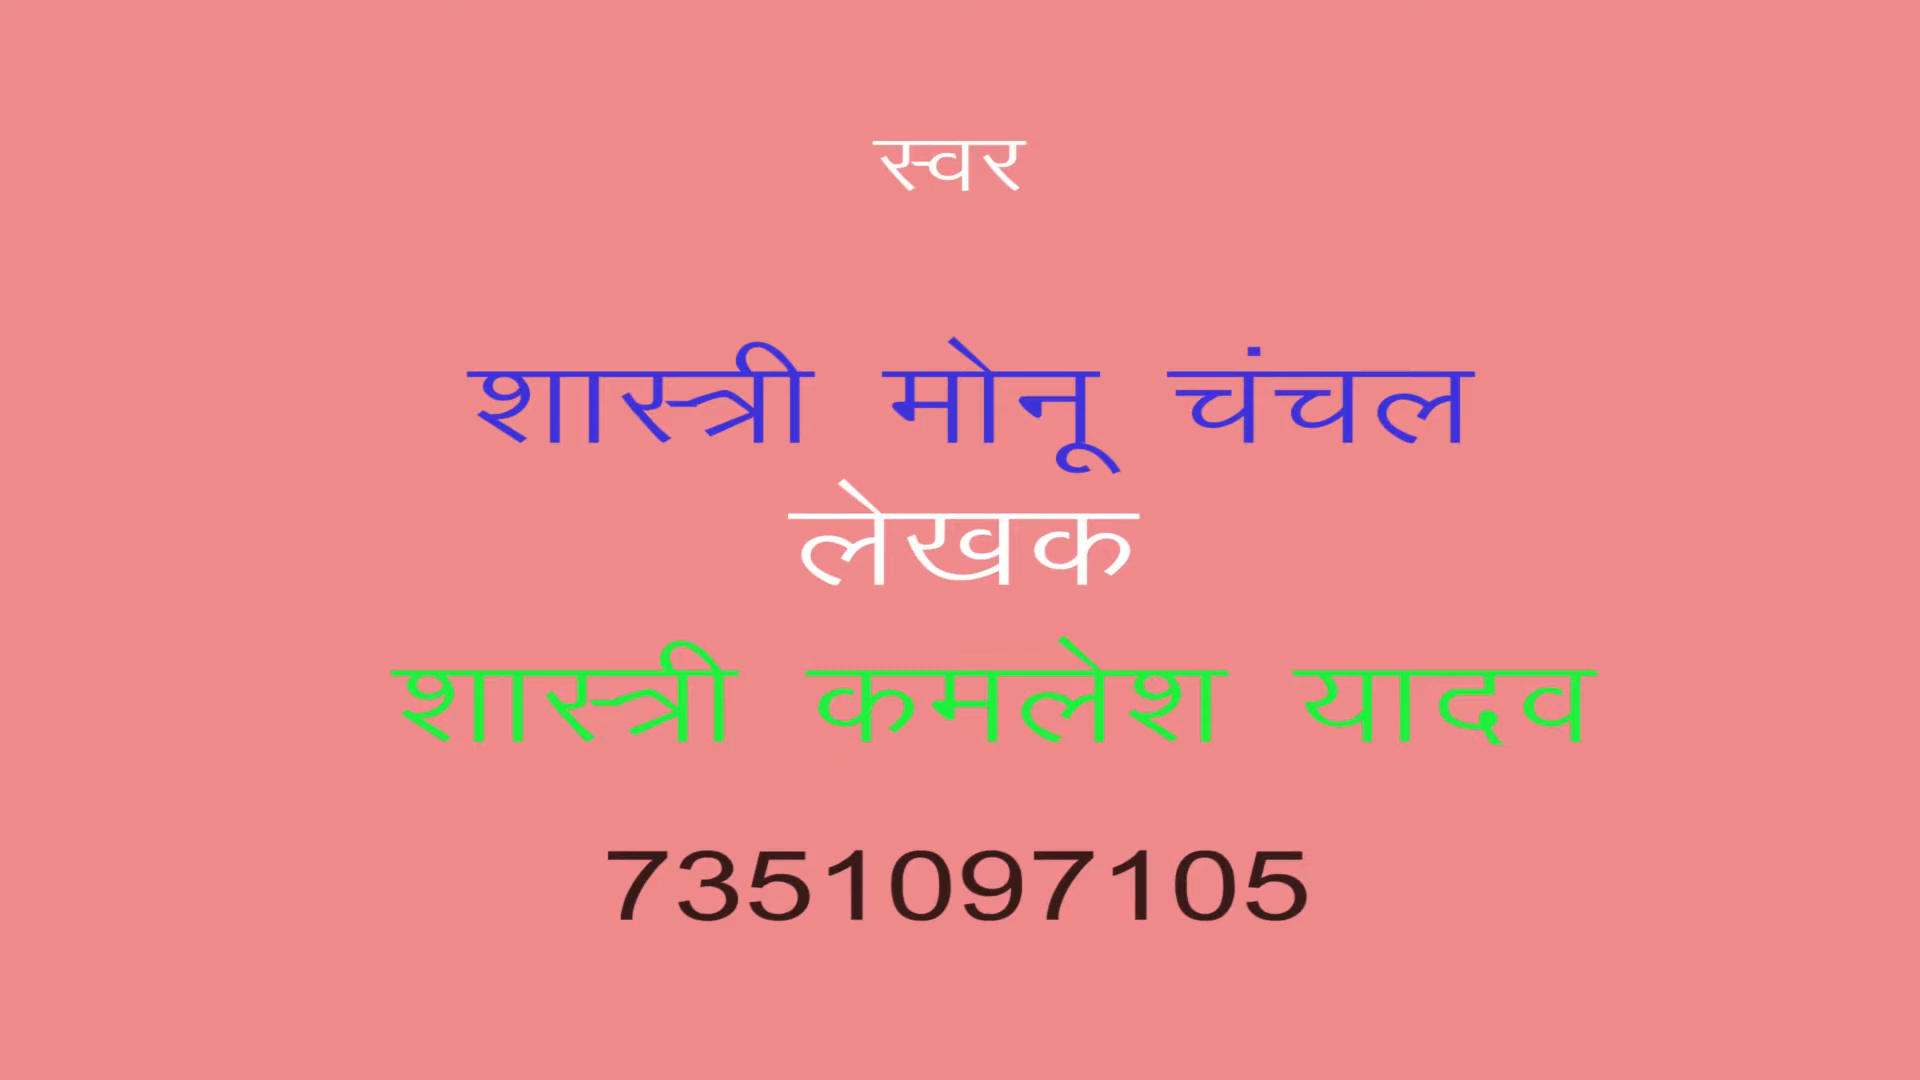 स्वर
शास्त्री मोनू चंचल
लेखक
शास्त्री कमलेश यादव
7351097105